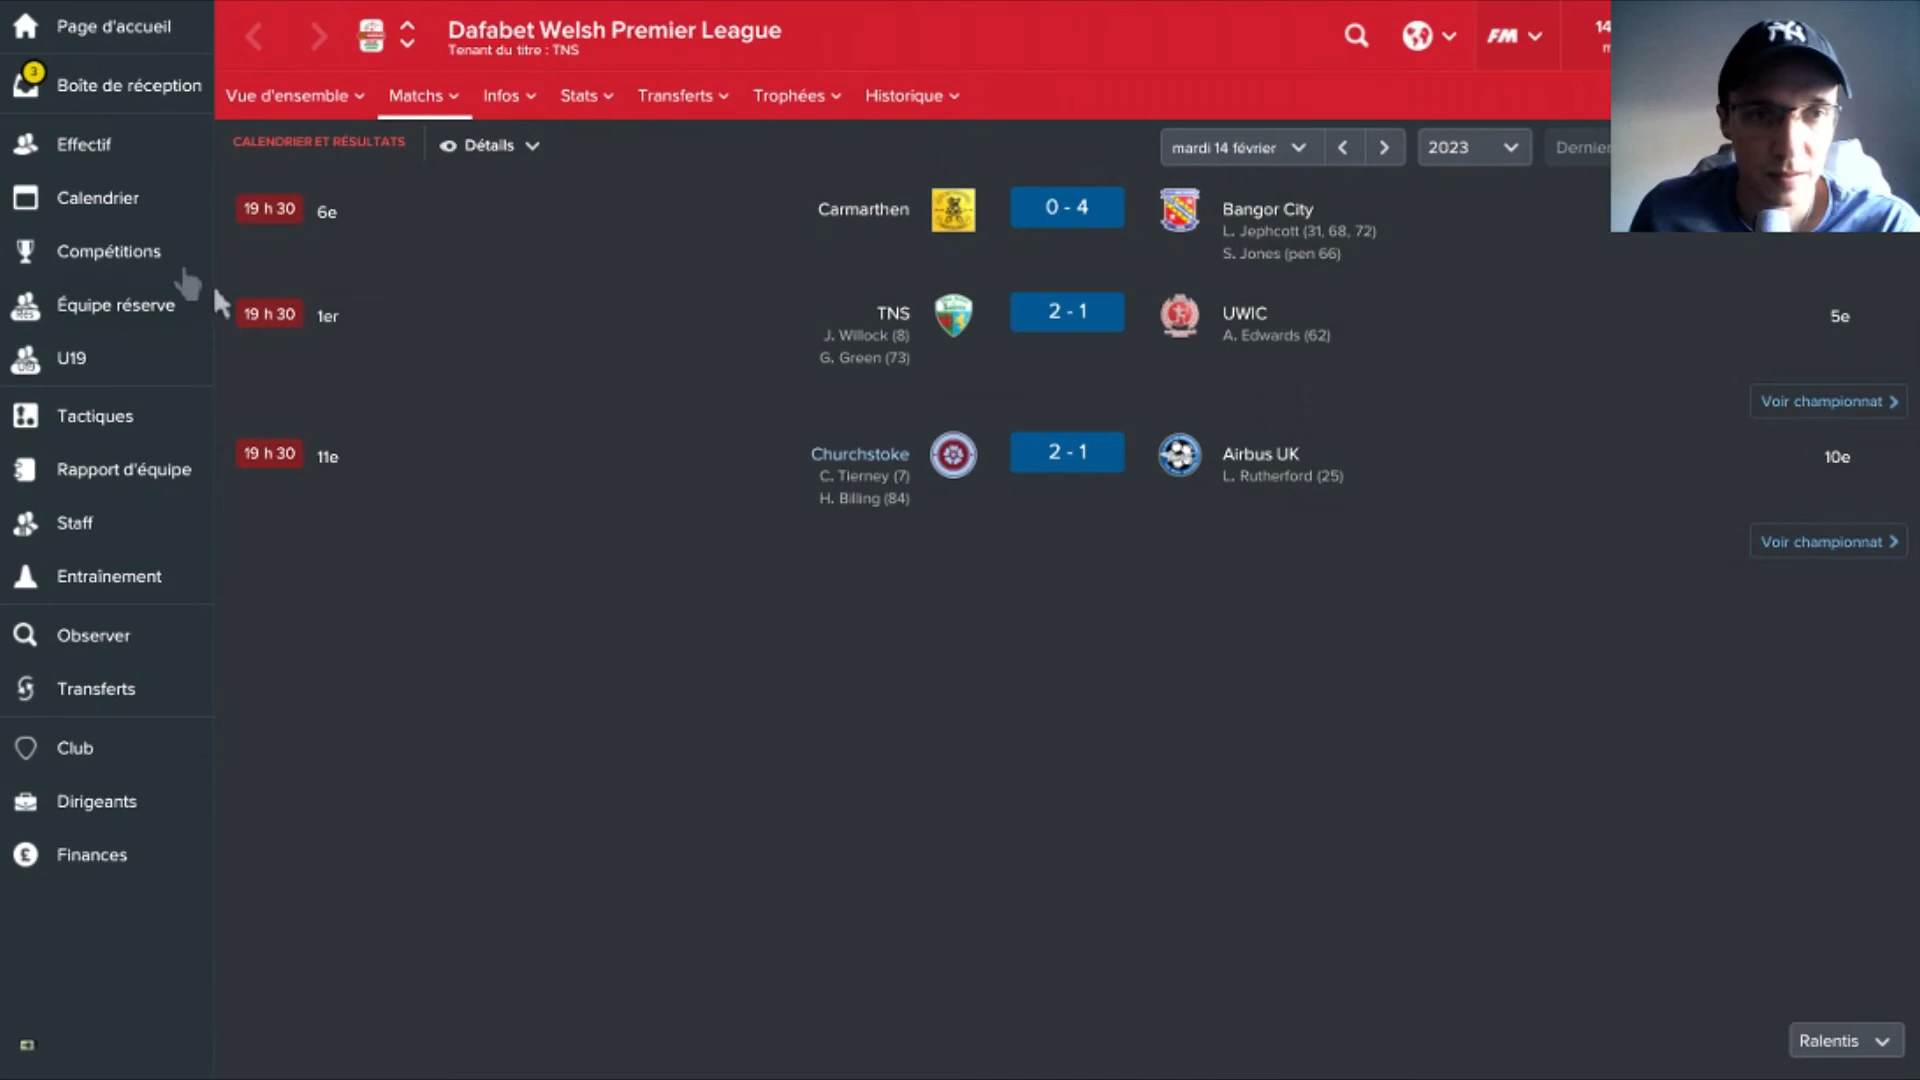 Page d'accueil
3
Boîte de réception
Effectif
Calendrier
Compétitions
Équipe réserve
U19
Tactiques
Rapport d'équipe
Staff
Entraînement
Observer
Transferts
Club
Dirigeants
Finances
Dafabet Welsh Premier League
Tenant du titre : TNS
FM
14
Vue d'ensemble
Matchs
Infos
Stats
Transferts
Trophées
Historique
CALENDRIER ET RÉSULTATS
Détails
mardi 14 février
2023
Dernier
19 h 30 6e Carmarthen 0 - 4 Bangor City
L. Jephcott (31, 68, 72)
S. Jones (pen 66)
19 h 30 1er TNS 2 - 1 UWIC 5e
J. Willock (8) A. Edwards (62)
G. Green (73)
Voir championnat
19 h 30 11e Churchstoke 2 - 1 Airbus UK 10e
C. Tierney (7) L. Rutherford (25)
H. Billing (84)
Voir championnat
Ralentis